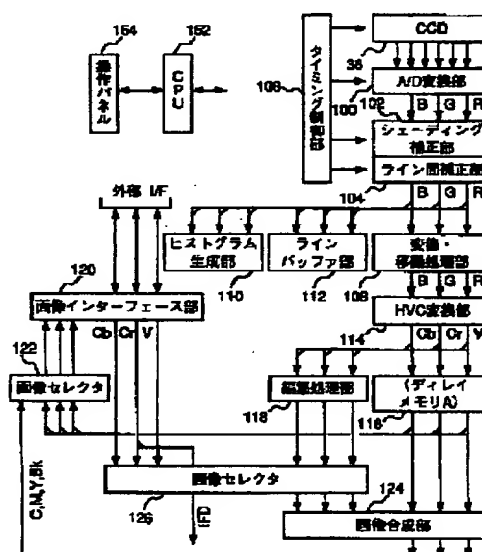 154
152
操作パネル
CPU
タイミング制御部
106
CCD
36
A/D変換部
100
102
B G R
シェーディング
補正部
ライン間補正部
104
B G R
外部 I/F
ヒストグラム
生成部
110
ライン
バッファ部
112
変倍・
移動処理部
108
B G R
120
画像インターフェース部
HVC変換部
114
Cb Cr V
Cb Cr V
122
画像セレクタ
編集処理部
118
(ディレイ
メモリA)
116
C,M,Y,Bk
画像セレクタ
126
IFD
124
画像合成部